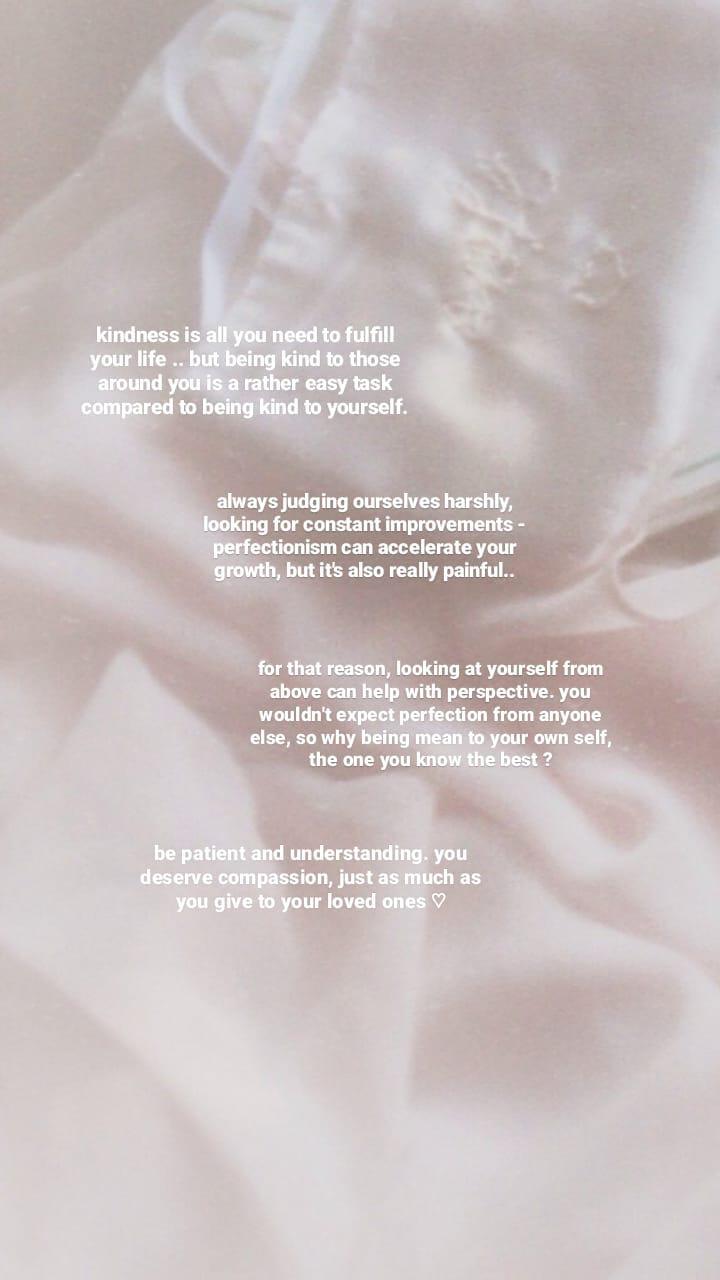 kindness is all you need to fulfill
your life .. but being kind to those
around you is a rather easy task
compared to being kind to yourself.
always judging ourselves harshly,
looking for constant improvements -
perfectionism can accelerate your
growth, but it's also really painful..
for that reason, looking at yourself from
above can help with perspective. you
wouldn't expect perfection from anyone
else, so why being mean to your own self,
the one you know the best ?
be patient and understanding. you
deserve compassion, just as much as
you give to your loved ones ♡